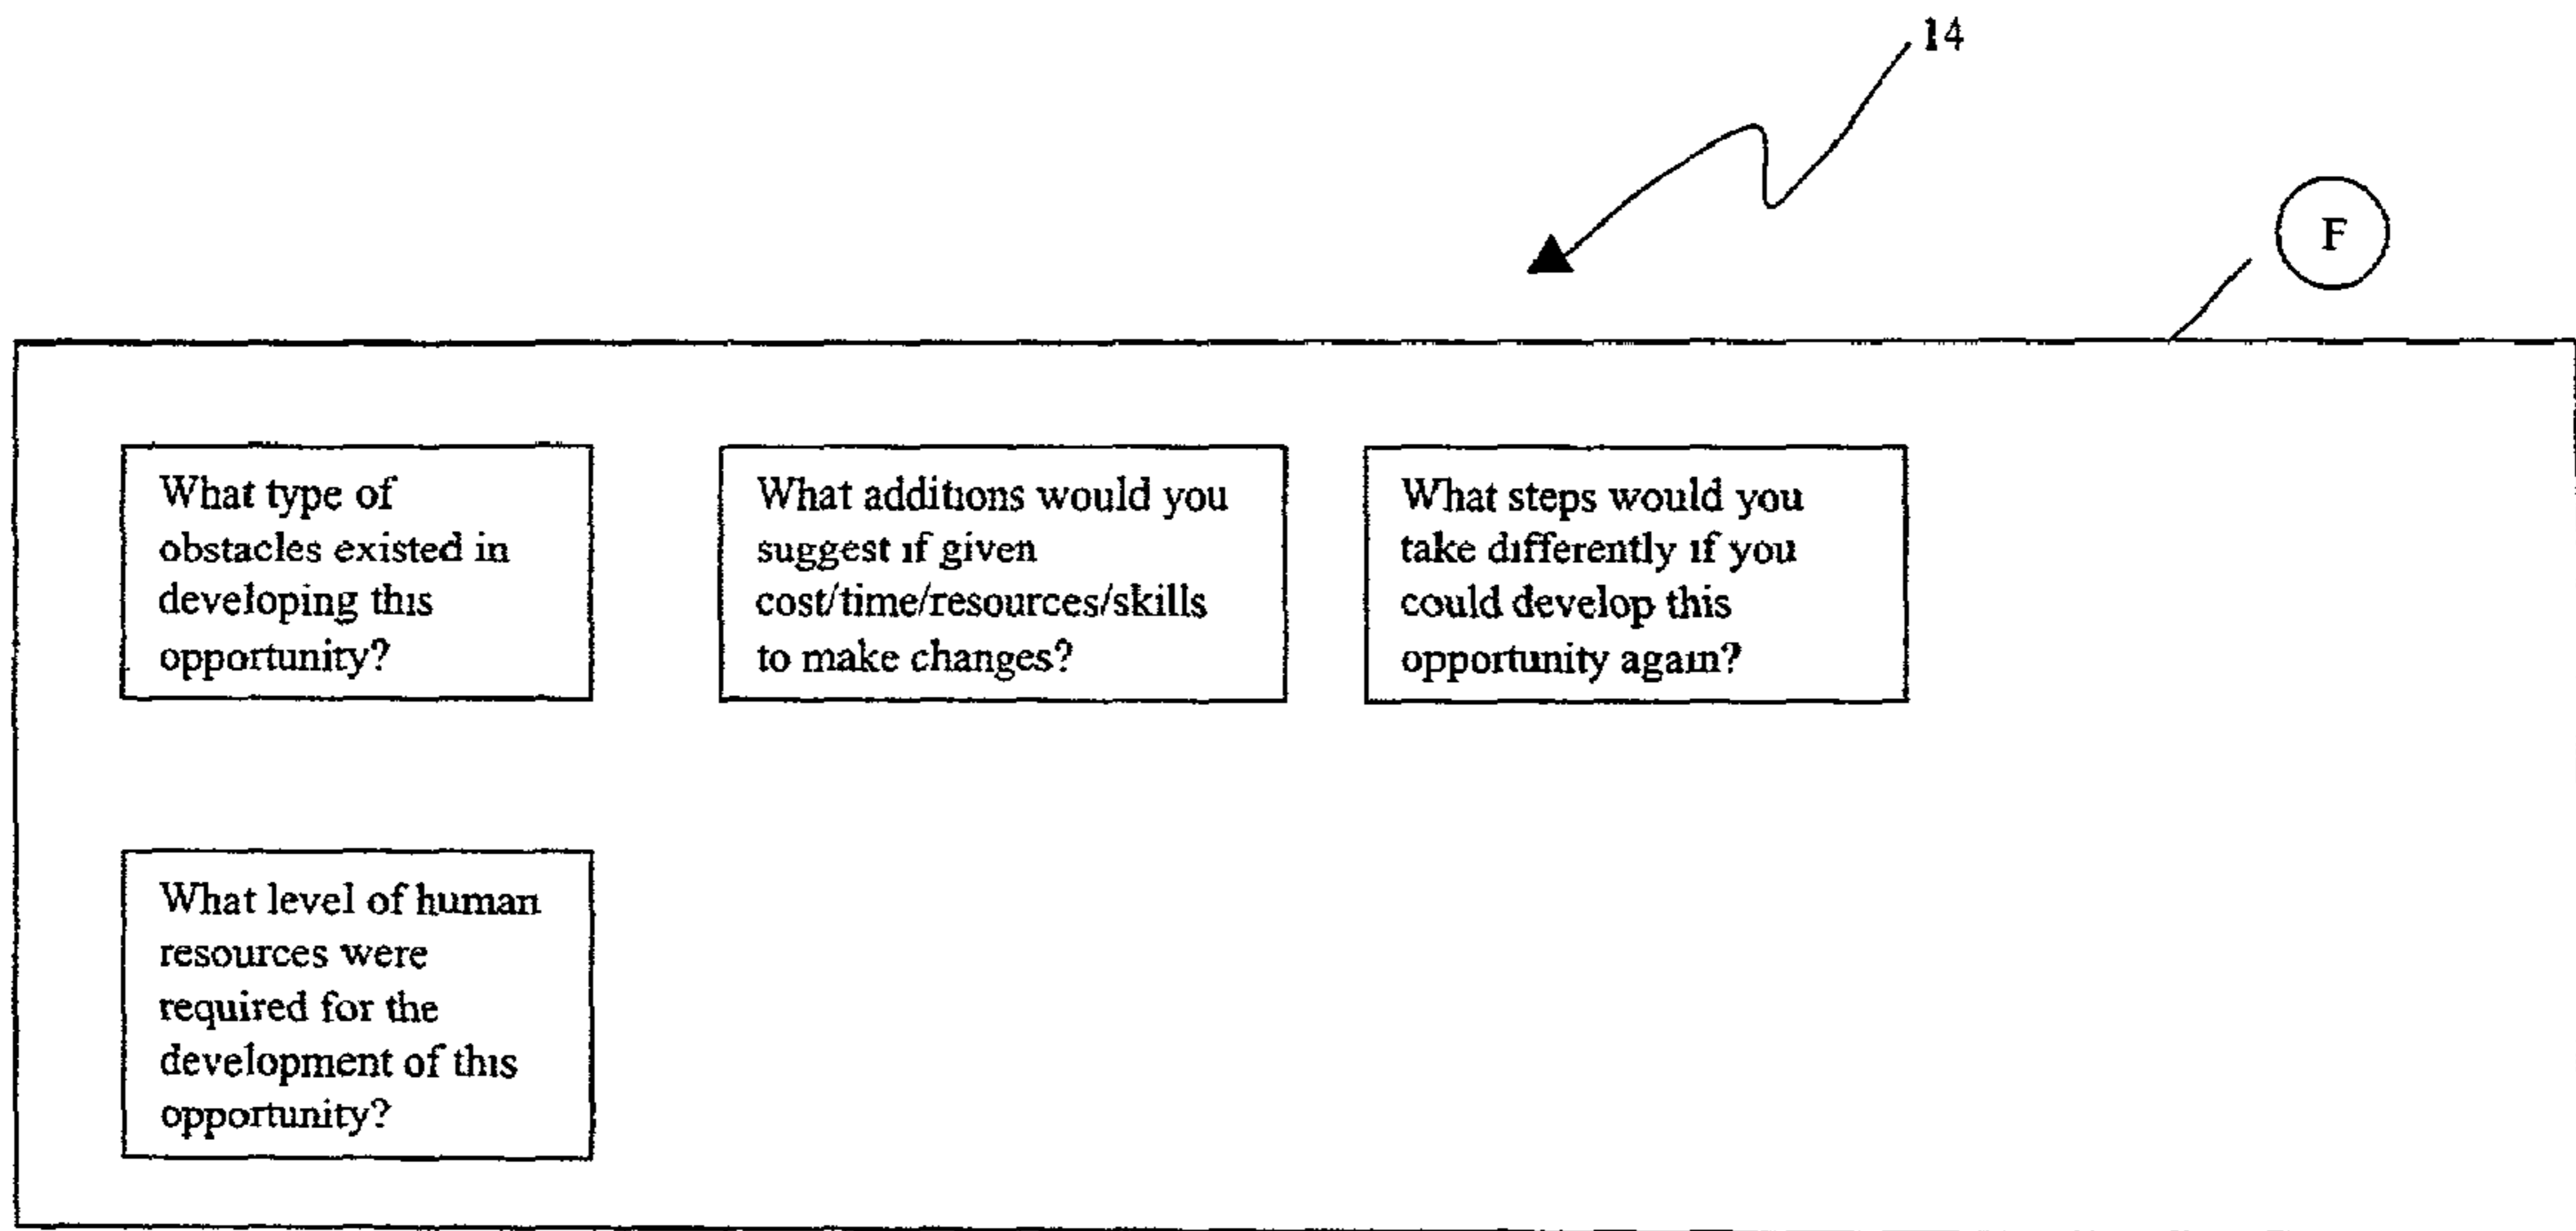 14
F
What type of
obstacles existed in
developing this
opportunity?
What additions would you
suggest if given
cost/time/resources/skills
to make changes?
What steps would you
take differently if you
could develop this
opportunity again?
What level of human
resources were
required for the
development of this
opportunity?